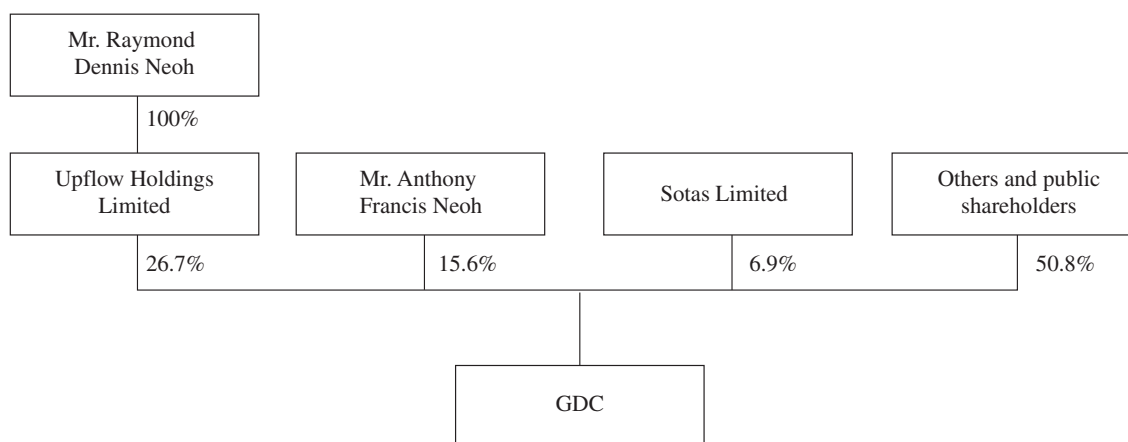 Mr. Raymond
Dennis Neoh
100%
Upflow Holdings
Limited
Mr. Anthony
Francis Neoh
Sotas Limited
Others and public
shareholders
26.7%
15.6%
6.9%
50.8%
GDC